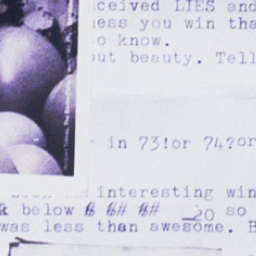 ceived LIES and
ess you win tha
o know.
out beauty. Tell
in 73!or 74?or
interesting win
below 20 so
was less than awesome. B